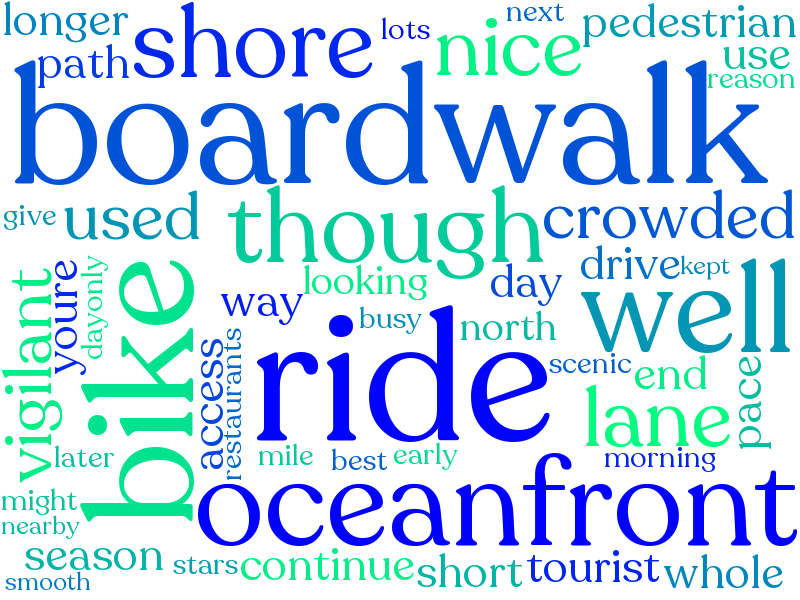 longer
shore
lots
next
nice
pedestrian
path
use
reason
boardwalk
give
used
though
crowded
vigilant
youre
dayonly
bike
looking
day
drive
kept
way
busy
north
well
access
restaurants
ride
scenic
end
pace
lane
later
mile
best
early
morning
might
nearby
oceanfront
season
stars
continue
short
tourist
whole
smooth